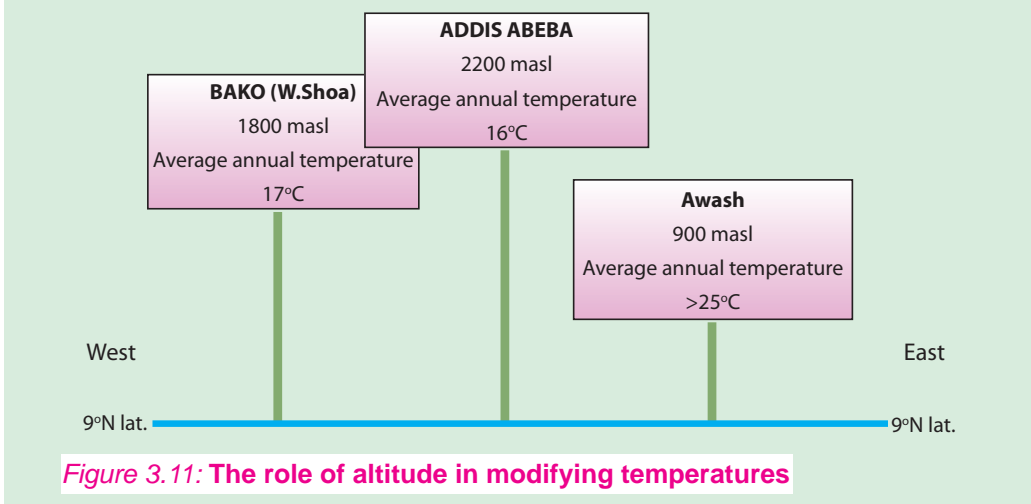 ADDIS ABEBA
2200 masl
Average annual temperature
16°C
BAKO (W.Shoa)
1800 masl
Average annual temperature
17°C
Awash
900 masl
Average annual temperature
>25°C
West
East
9°N lat.
9°N lat.
Figure 3.11: The role of altitude in modifying temperatures